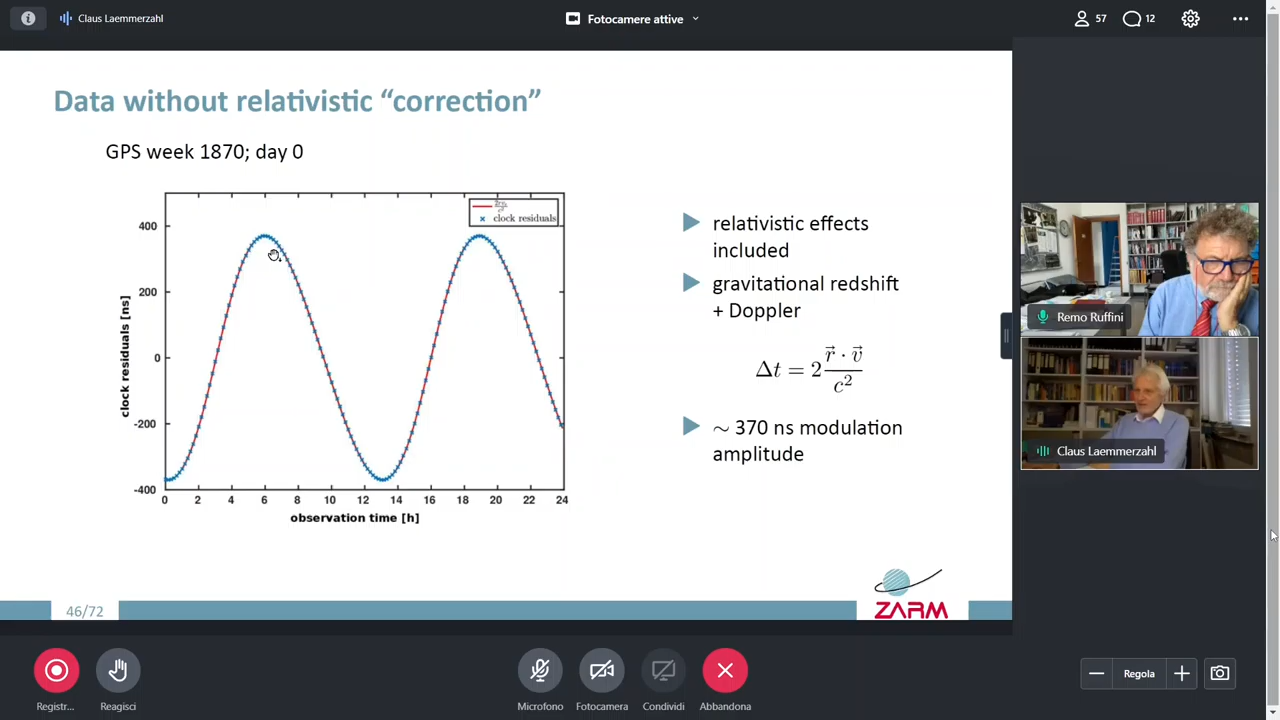 Claus Laemmerzahl
Fotocamere attive
57
12
Data without relativistic “correction”
GPS week 1870; day 0
clock residuals
400
200
0
-200
-400
clock residuals [ns]
0 2 4 6 8 10 12 14 16 18 20 22 24
observation time [h]
relativistic effects
included
gravitational redshift
+ Doppler
Δt = 2 r⃗ · v⃗ / c²
∼ 370 ns modulation
amplitude
46/72
ZARM
Remo Ruffini
Claus Laemmerzahl
Registr...
Reagisci
Microfono
Fotocamera
Condividi
Abbandona
Regola